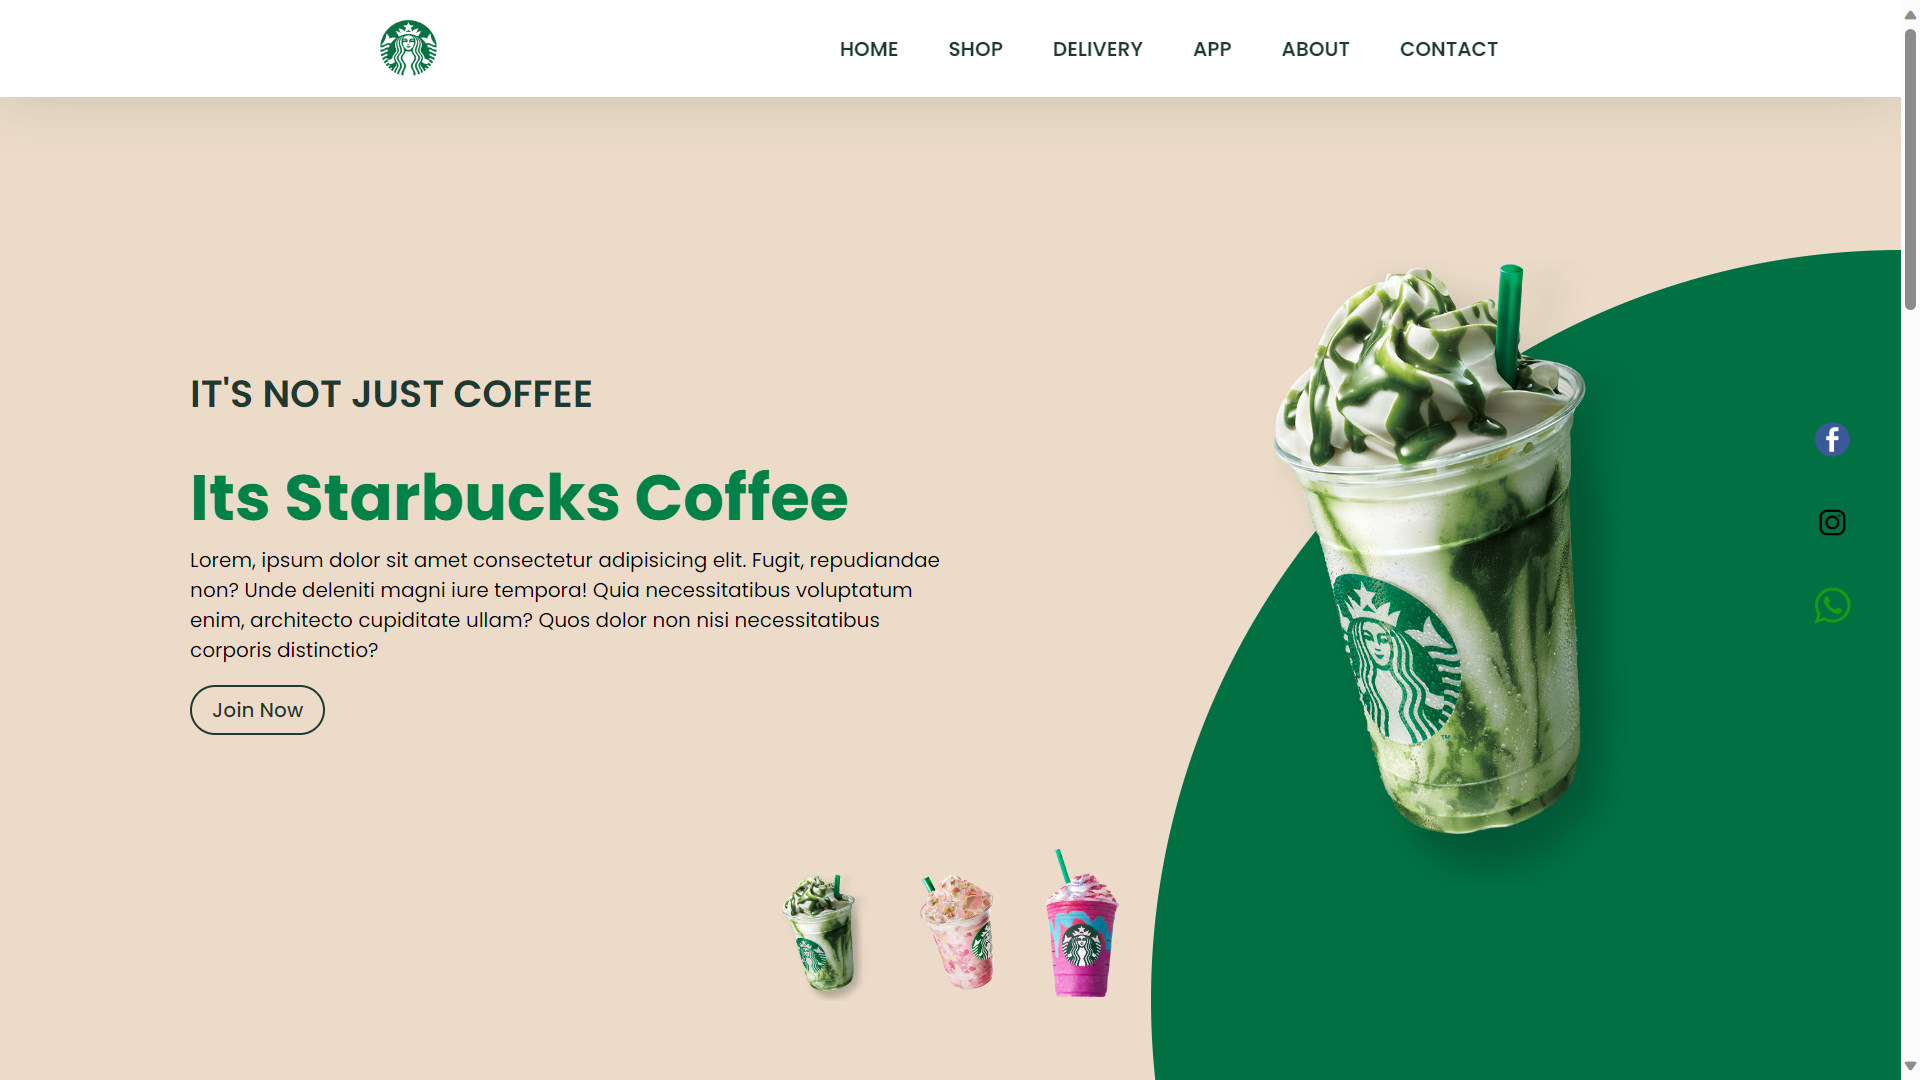 HOME SHOP DELIVERY APP ABOUT CONTACT
IT'S NOT JUST COFFEE
Its Starbucks Coffee
Lorem, ipsum dolor sit amet consectetur adipisicing elit. Fugit, repudiandae
non? Unde deleniti magni iure tempora! Quia necessitatibus voluptatum
enim, architecto cupiditate ullam? Quos dolor non nisi necessitatibus
corporis distinctio?
Join Now
TM